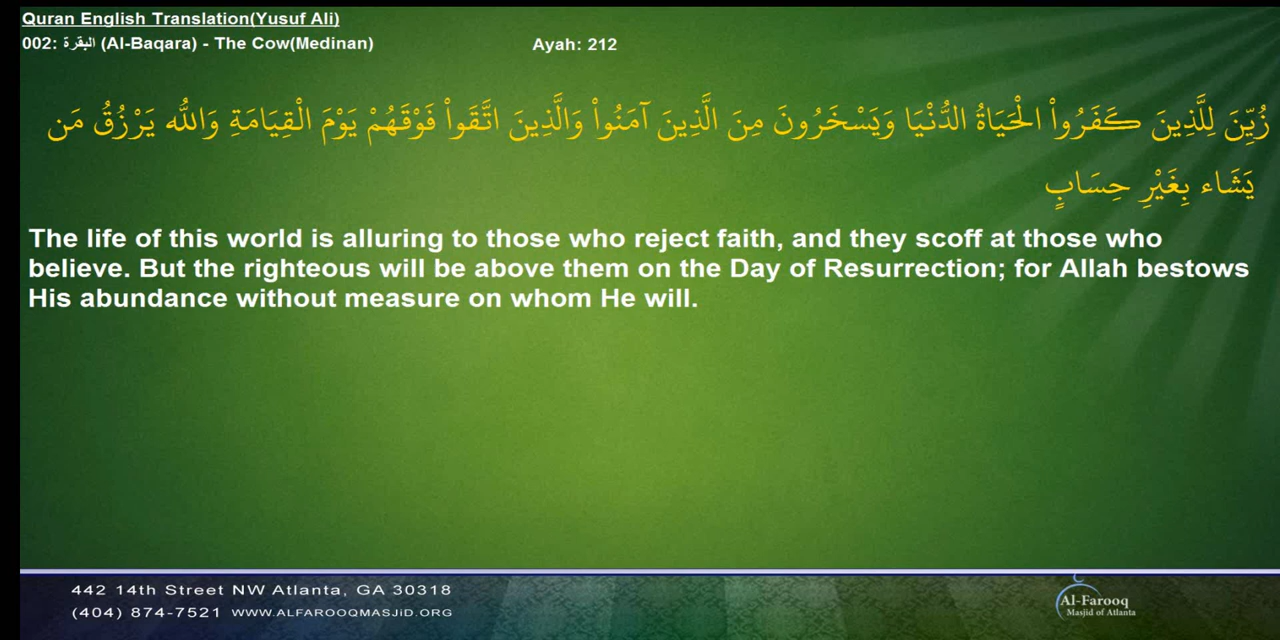 Quran English Translation(Yusuf Ali)
002: البقرة (Al-Baqara) - The Cow(Medinan)
Ayah: 212
زُيِّنَ لِلَّذِينَ كَفَرُواْ الْحَيَاةُ الدُّنْيَا وَيَسْخَرُونَ مِنَ الَّذِينَ آمَنُواْ وَالَّذِينَ اتَّقَواْ فَوْقَهُمْ يَوْمَ الْقِيَامَةِ وَاللّه يَرْزُقُ مَن
يَشَاء بِغَيْرِ حِسَابٍ
The life of this world is alluring to those who reject faith, and they scoff at those who
believe. But the righteous will be above them on the Day of Resurrection; for Allah bestows
His abundance without measure on whom He will.
442 14th Street NW Atlanta, GA 30318
(404) 874-7521 WWW.ALFAROOQMASJiD.ORG
Al-Farooq
Masjid of Atlanta